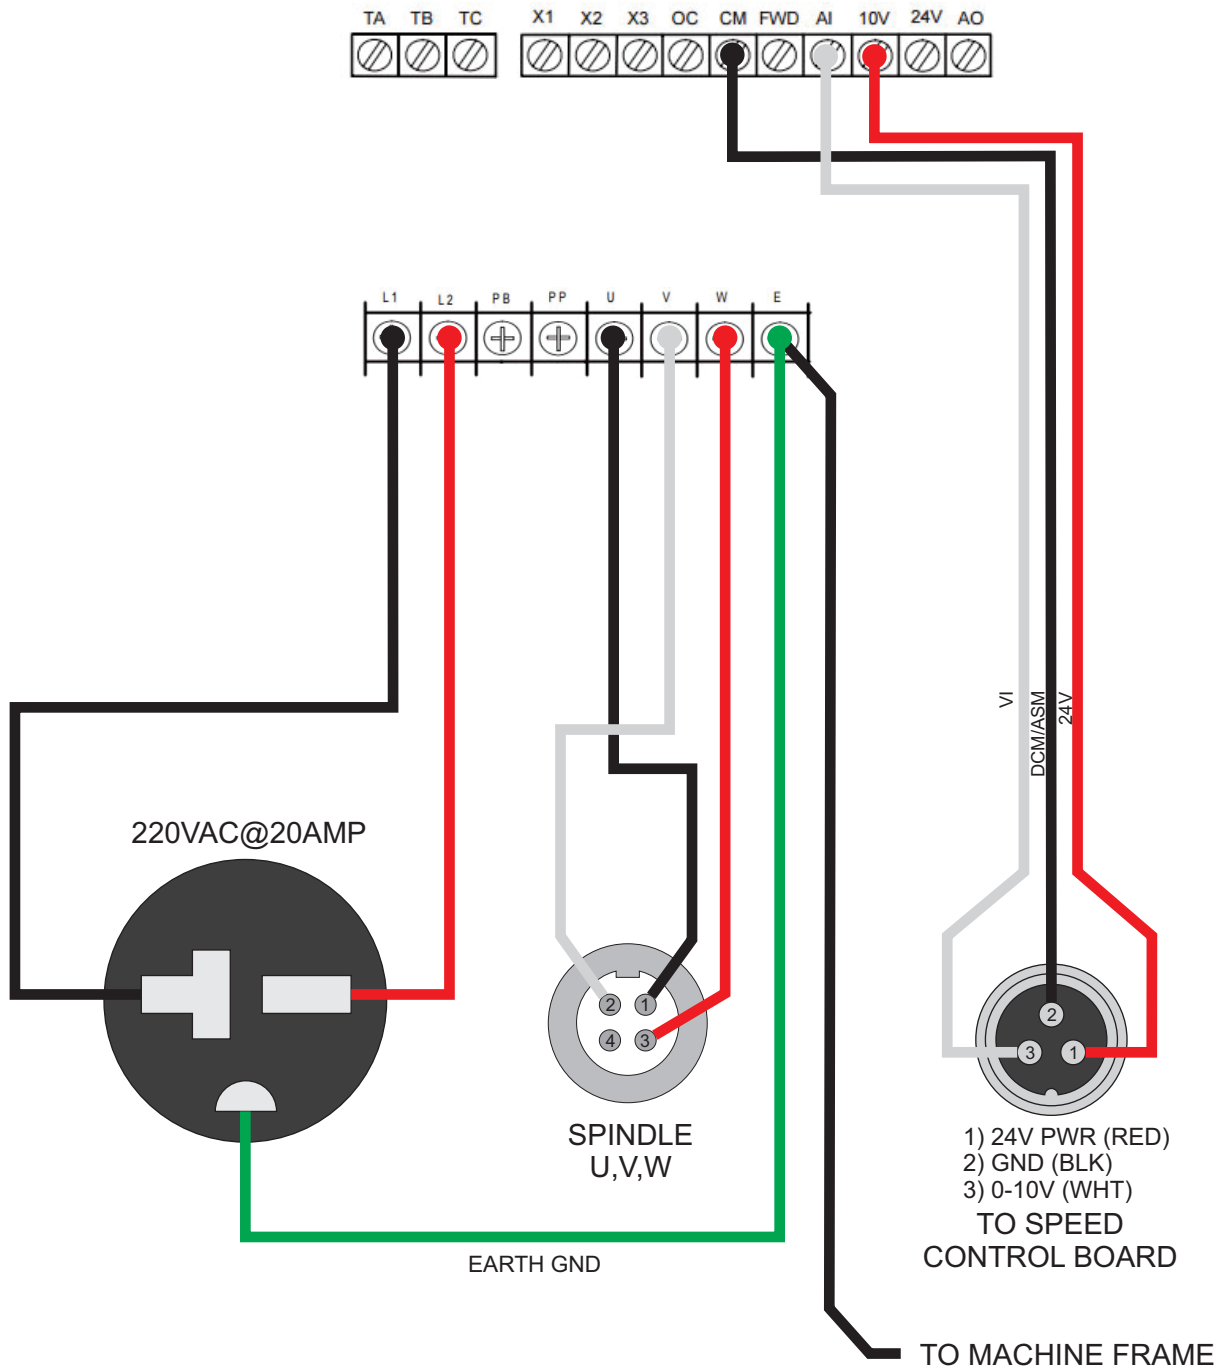 TA TB TC X1 X2 X3 OC CM FWD AI 10V 24V AO
L1 L2 PB PP U V W E
VI
DCM/ASM
24V
220VAC@20AMP
2 1
4 3
2
3 1
SPINDLE
U,V,W
1) 24V PWR (RED)
2) GND (BLK)
3) 0-10V (WHT)
TO SPEED
CONTROL BOARD
EARTH GND
TO MACHINE FRAME